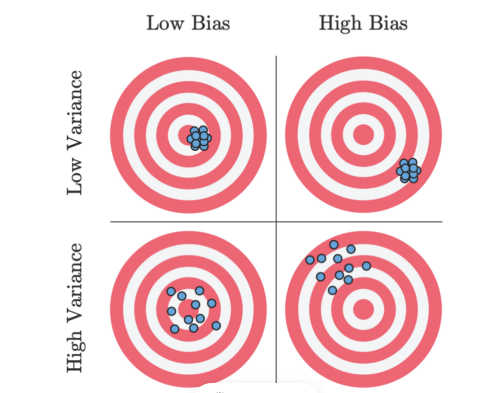 Low Bias
High Bias
Low Variance
High Variance